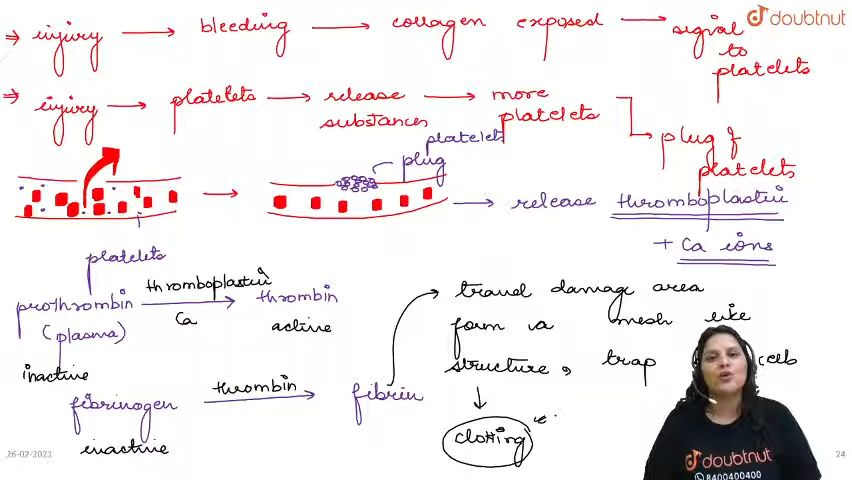 doubtnut
⇒ injury → bleeding → collagen exposed → signal to platelets
⇒ injury → platelets → release substances → more platelets
plug of platelets
platelets plug
→ release thromboplastin
+ Ca ions
platelets
prothrombin thromboplastin → thrombin
(plasma) Ca active
inactive
fibrinogen thrombin → fibrin
inactive
travel damage area
form a mesh like
structure, trap cells
↓
clotting
26-02-2021
24
doubtnut
8400400400